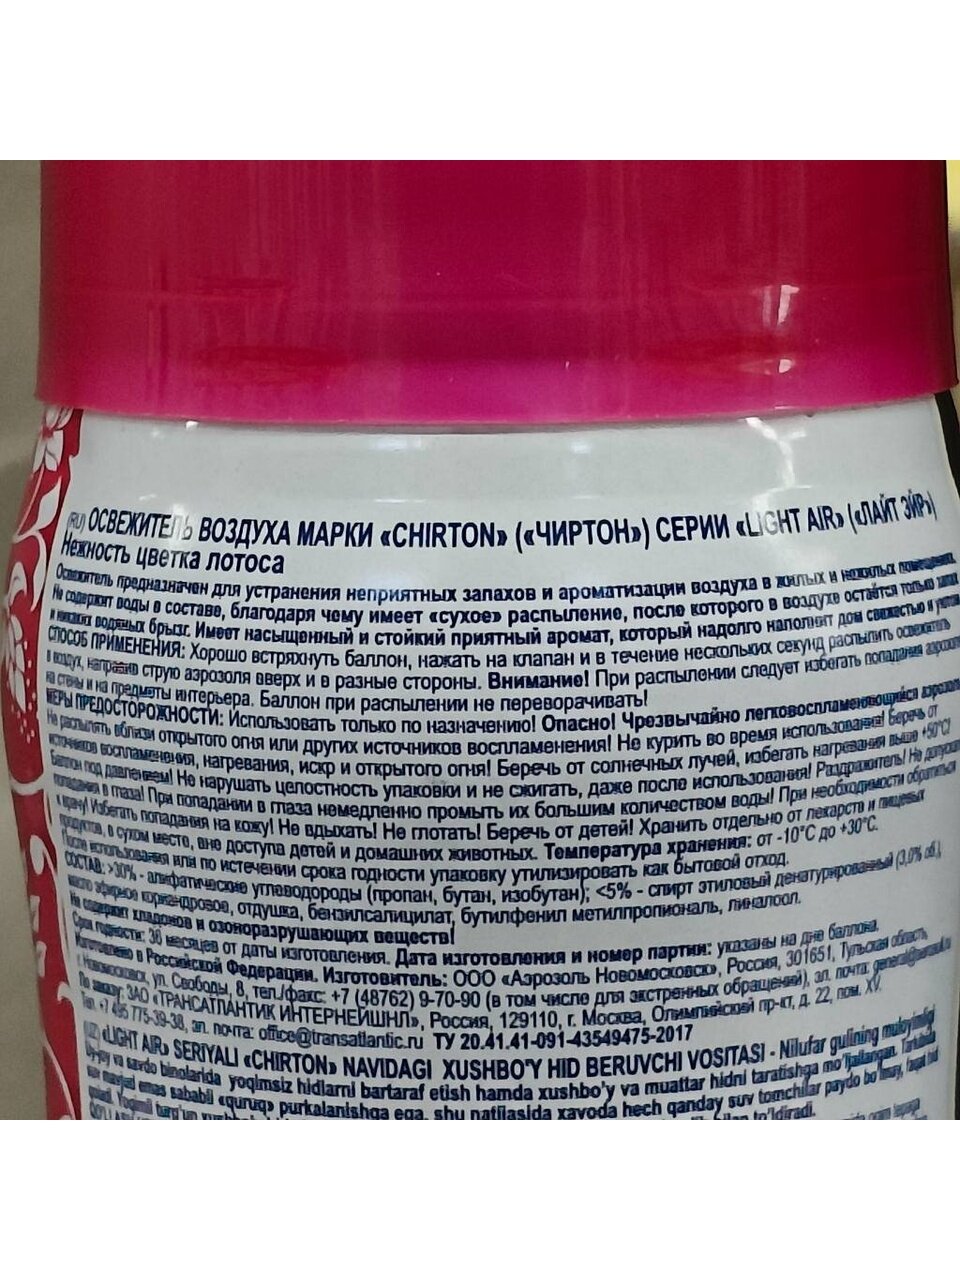 (RU) ОСВЕЖИТЕЛЬ ВОЗДУХА МАРКИ «CHIRTON» («ЧИРТОН») СЕРИИ «LIGHT AIR» («ЛАЙТ ЭЙР»)
Нежность цветка лотоса
Освежитель предназначен для устранения неприятных запахов и ароматизации воздуха в жилых и нежилых помещениях.
Не содержит воды в составе, благодаря чему имеет «сухое» распыление, после которого в воздухе остаётся только запах
и никаких водяных брызг. Имеет насыщенный и стойкий приятный аромат, который надолго наполнит дом свежестью и уютом
СПОСОБ ПРИМЕНЕНИЯ: Хорошо встряхнуть баллон, нажать на клапан и в течение нескольких секунд распылить освежитель
в воздух, направив струю аэрозоля вверх и в разные стороны. Внимание! При распылении следует избегать попадания аэрозоля
на стены и на предметы интерьера. Баллон при распылении не переворачивать!
МЕРЫ ПРЕДОСТОРОЖНОСТИ: Использовать только по назначению! Опасно! Чрезвычайно легковоспламеняющийся аэрозоль
Не распылять вблизи открытого огня или других источников воспламенения! Не курить во время использования! Беречь от
источников воспламенения, нагревания, искр и открытого огня! Беречь от солнечных лучей, избегать нагревания выше +50°C!
Баллон под давлением! Не нарушать целостность упаковки и не сжигать, даже после использования! Раздражитель! Не допускать
попадания в глаза! При попадании в глаза немедленно промыть их большим количеством воды! При необходимости обратиться
к врачу! Избегать попадания на кожу! Не вдыхать! Не глотать! Беречь от детей! Хранить отдельно от лекарств и пищевых
продуктов, в сухом месте, вне доступа детей и домашних животных. Температура хранения: от -10°C до +30°C.
После использования или по истечении срока годности упаковку утилизировать как бытовой отход.
СОСТАВ: >30% - алифатические углеводороды (пропан, бутан, изобутан); <5% - спирт этиловый денатурированный (3,0% об.),
масло эфирное кориандровое, отдушка, бензилсалицилат, бутилфенил метилпропиональ, линалоол.
Не содержит хладонов и озоноразрушающих веществ!
Срок годности: 36 месяцев от даты изготовления. Дата изготовления и номер партии: указаны на дне баллона.
Изготовлено в Российской Федерации. Изготовитель: ООО «Аэрозоль Новомосковск», Россия, 301651, Тульская область,
г. Новомосковск, ул. Свободы, 8, тел./факс: +7 (48762) 9-70-90 (в том числе для экстренных обращений), эл. почта:
По заказу: ЗАО «ТРАНСАТЛАНТИК ИНТЕРНЕЙШНЛ», Россия, 129110, г. Москва, Олимпийский пр-кт, д. 22, пом. XV.
Тел. +7 495 775-39-38, эл. почта: office@transatlantic.ru ТУ 20.41.41-091-43549475-2017
(UZ) «LIGHT AIR» SERIYALI «CHIRTON» NAVIDAGI XUSHBO'Y HID BERUVCHI VOSITASI - Nilufar gulining muloyimligi
Uy-joy va savdo binolarida yoqimsiz hidlarni bartaraf etish hamda xushbo'y va muattar hidni taratishga mo'ljallangan. Tarkibida
suv mavjud emas sababli «quruq» purkalanishga ega, shu natijasida xavoda hech qanday suv tomchilar paydo bo'lmay, faqat hid